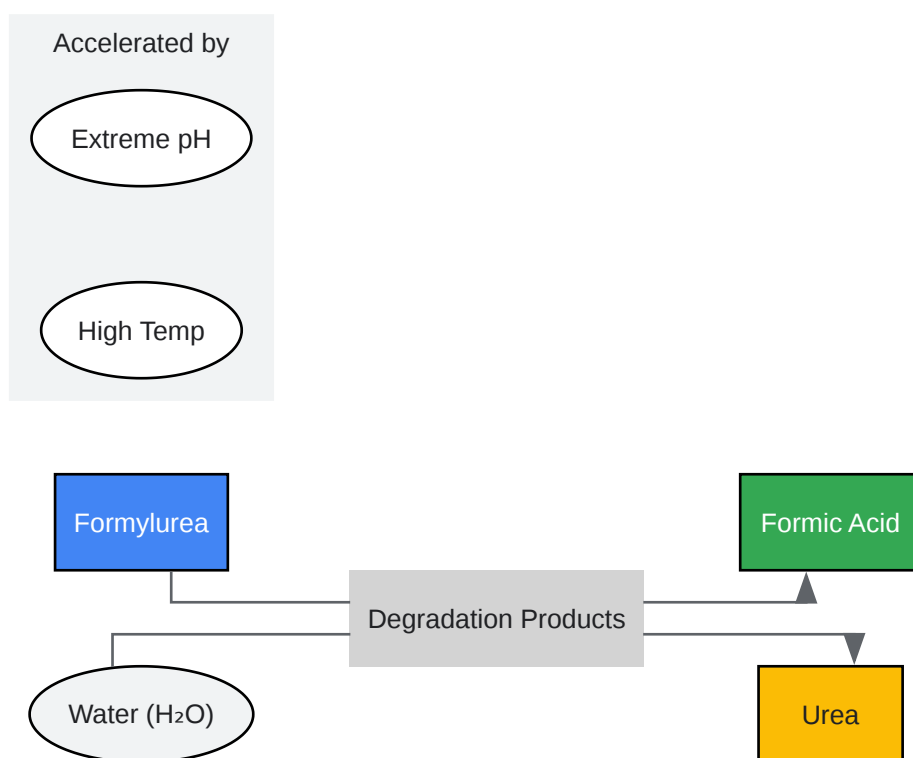 Accelerated by
Extreme pH
High Temp
Formylurea
Formic Acid
Degradation Products
Water (H₂O)
Urea